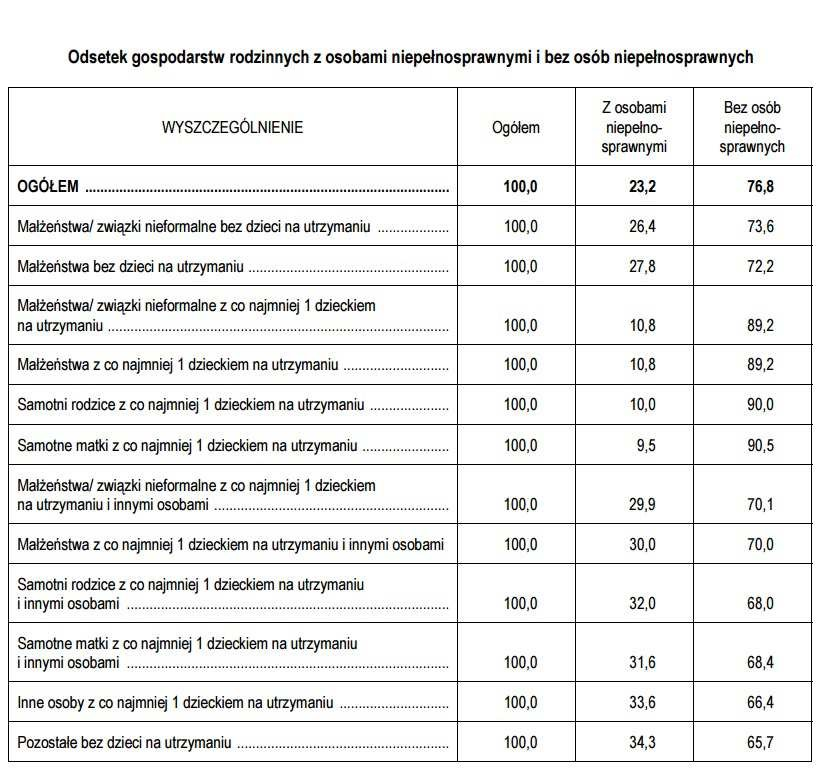 Odsetek gospodarstw rodzinnych z osobami niepełnosprawnymi i bez osób niepełnosprawnych
WYSZCZEGÓLNIENIE Ogółem Z osobami niepełno- sprawnymi Bez osób niepełno- sprawnych
OGÓŁEM ........ 100,0 23,2 76,8
Małżeństwa/ związki nieformalne bez dzieci na utrzymaniu ........ 100,0 26,4 73,6
Małżeństwa bez dzieci na utrzymaniu ........ 100,0 27,8 72,2
Małżeństwa/ związki nieformalne z co najmniej 1 dzieckiem
na utrzymaniu ........ 100,0 10,8 89,2
Małżeństwa z co najmniej 1 dzieckiem na utrzymaniu ........ 100,0 10,8 89,2
Samotni rodzice z co najmniej 1 dzieckiem na utrzymaniu ........ 100,0 10,0 90,0
Samotne matki z co najmniej 1 dzieckiem na utrzymaniu ........ 100,0 9,5 90,5
Małżeństwa/ związki nieformalne z co najmniej 1 dzieckiem
na utrzymaniu i innymi osobami ........ 100,0 29,9 70,1
Małżeństwa z co najmniej 1 dzieckiem na utrzymaniu i innymi osobami 100,0 30,0 70,0
Samotni rodzice z co najmniej 1 dzieckiem na utrzymaniu
i innymi osobami ........ 100,0 32,0 68,0
Samotne matki z co najmniej 1 dzieckiem na utrzymaniu
i innymi osobami ........ 100,0 31,6 68,4
Inne osoby z co najmniej 1 dzieckiem na utrzymaniu ........ 100,0 33,6 66,4
Pozostałe bez dzieci na utrzymaniu ........ 100,0 34,3 65,7